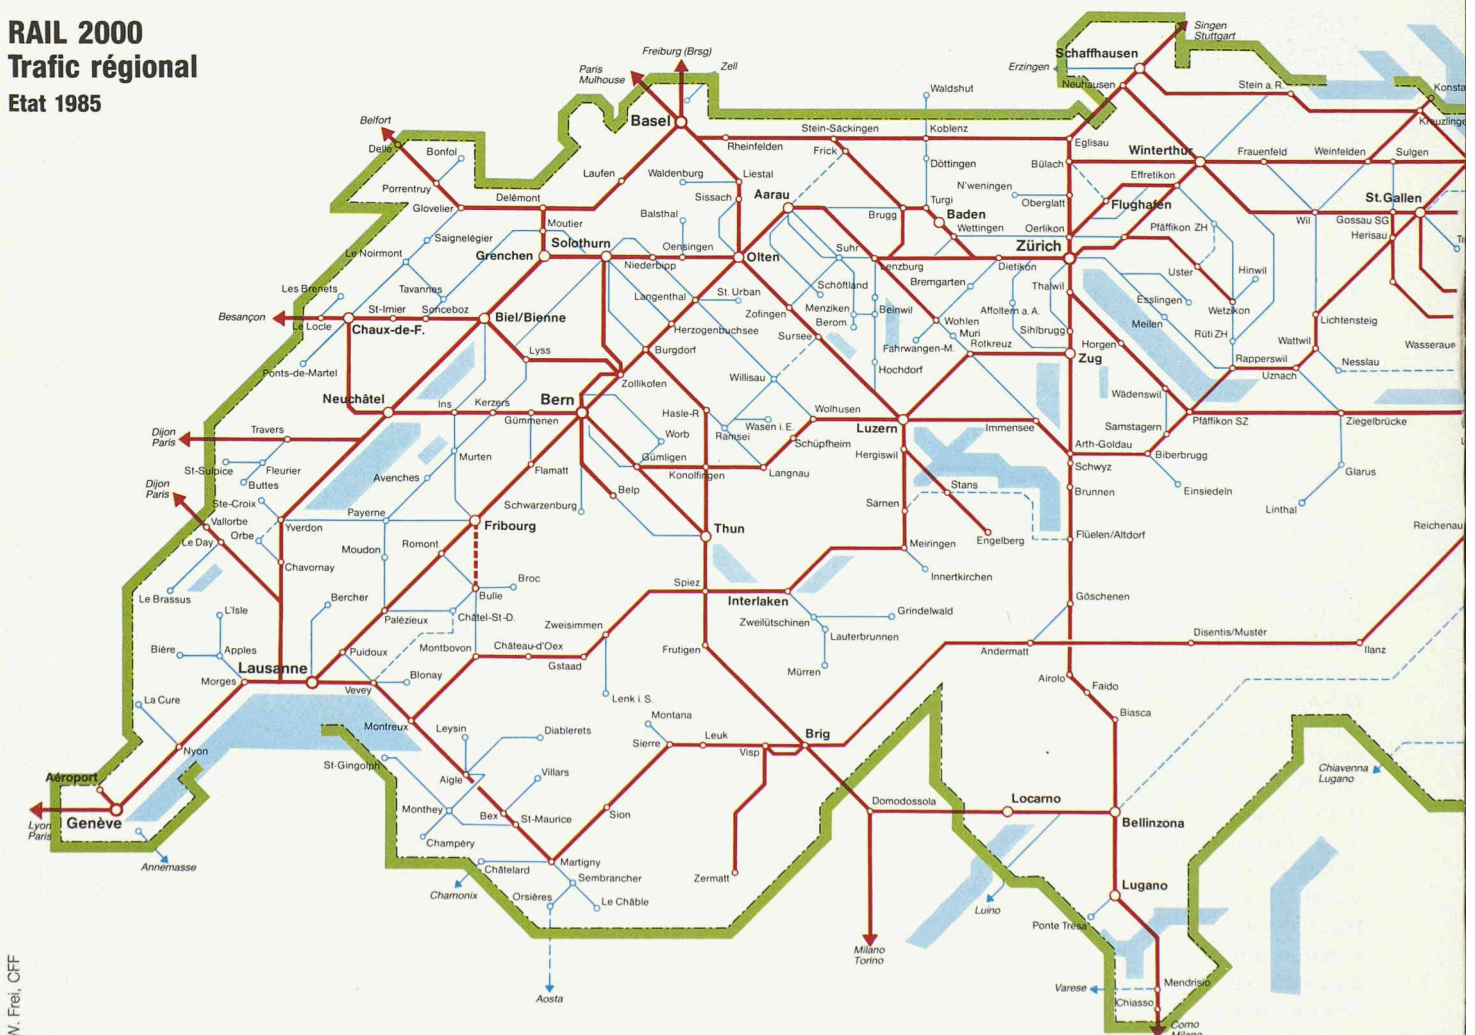 RAIL 2000
Trafic régional
Etat 1985
Singen
Stuttgart
Schaffhausen
Erzingen
Neuhausen
Stein a. R.
Freiburg (Brsg)
Zell
Paris
Mulhouse
Basel
Waldshut
Stein-Säckingen
Koblenz
Eglisau
Rheinfelden
Frick
Belfort
Delle
Bonfol
Döttingen
Bülach
Winterthur
Frauenfeld
Weinfelden
Sulgen
Laufen
Waldenburg
Liestal
Effretikon
Porrentruy
N'weningen
Sissach
Aarau
Delémont
Oberglatt
Flughafen
St.Gallen
Glovelier
Turgi
Brugg
Baden
Wettingen
Balsthal
Moutier
Oerlikon
Pfäffikon ZH
Wil
Gossau SG
Herisau
Saignelégier
Solothurn
Oensingen
Suhr
Zürich
Le Noirmont
Grenchen
Niederbipp
Olten
Lenzburg
Dietikon
Uster
Hinwil
Bremgarten
Thalwil
Les Brenets
Tavannes
Schöftland
St. Urban
Langenthal
Esslingen
St-Imier
Sonceboz
Menziken
Beinwil
Affoltern a. A.
Wetzikon
Besançon
Le Locle
Chaux-de-F.
Biel/Bienne
Zofingen
Berom
Wohlen
Meilen
Lichtensteig
Herzogenbuchsee
Muri
Sihlbrugg
Rüti ZH
Sursee
Fahrwangen-M.
Rotkreuz
Horgen
Wattwil
Lyss
Burgdorf
Zug
Rapperswil
Nesslau
Ponts-de-Martel
Hochdorf
Uznach
Zollikofen
Willisau
Wädenswil
Neuchâtel
Ins
Kerzers
Bern
Hasle-R
Wolhusen
Gümmenen
Wasen i. E.
Luzern
Immensee
Samstagern
Pfäffikon SZ
Ziegelbrücke
Dijon
Paris
Travers
Worb
Ramsei
Schüpfheim
Arth-Goldau
Biberbrugg
Murten
Hergiswil
St-Sulpice
Fleurier
Flamatt
Gümligen
Konolfingen
Langnau
Schwyz
Glarus
Buttes
Avenches
Dijon
Paris
Belp
Stans
Brunnen
Einsiedeln
Ste-Croix
Schwarzenburg
Sarnen
Linthal
Payerne
Vallorbe
Yverdon
Fribourg
Thun
Reichenau
Orbe
Engelberg
Flüelen/Altdorf
Le Day
Romont
Meiringen
Moudon
Chavornay
Innertkirchen
Broc
Spiez
Le Brassus
Bercher
Bulle
Interlaken
Göschenen
L'Isle
Palézieux
Châtel-St-D.
Zweisimmen
Zweilütschinen
Grindelwald
Lauterbrunnen
Disentis/Mustèr
Bière
Apples
Puidoux
Montbovon
Château-d'Oex
Frutigen
Andermatt
Ilanz
Lausanne
Gstaad
Mürren
Morges
Vevey
Blonay
Airolo
Faido
La Cure
Lenk i. S.
Montreux
Montana
Biasca
Leysin
Diablerets
Sierre
Leuk
Visp
Brig
Nyon
St-Gingolph
Aigle
Villars
Chiavenna
Lugano
Aéroport
Domodossola
Locarno
Monthey
Bex
St-Maurice
Sion
Bellinzona
Genève
Lyon
Paris
Champéry
Annemasse
Châtelard
Martigny
Sembrancher
Zermatt
Lugano
Chamonix
Orsières
Le Châble
Luino
Ponte Tresa
Milano
Torino
Aosta
Varese
Mendrisio
Chiasso
Como
Milano
W. Frei, CFF